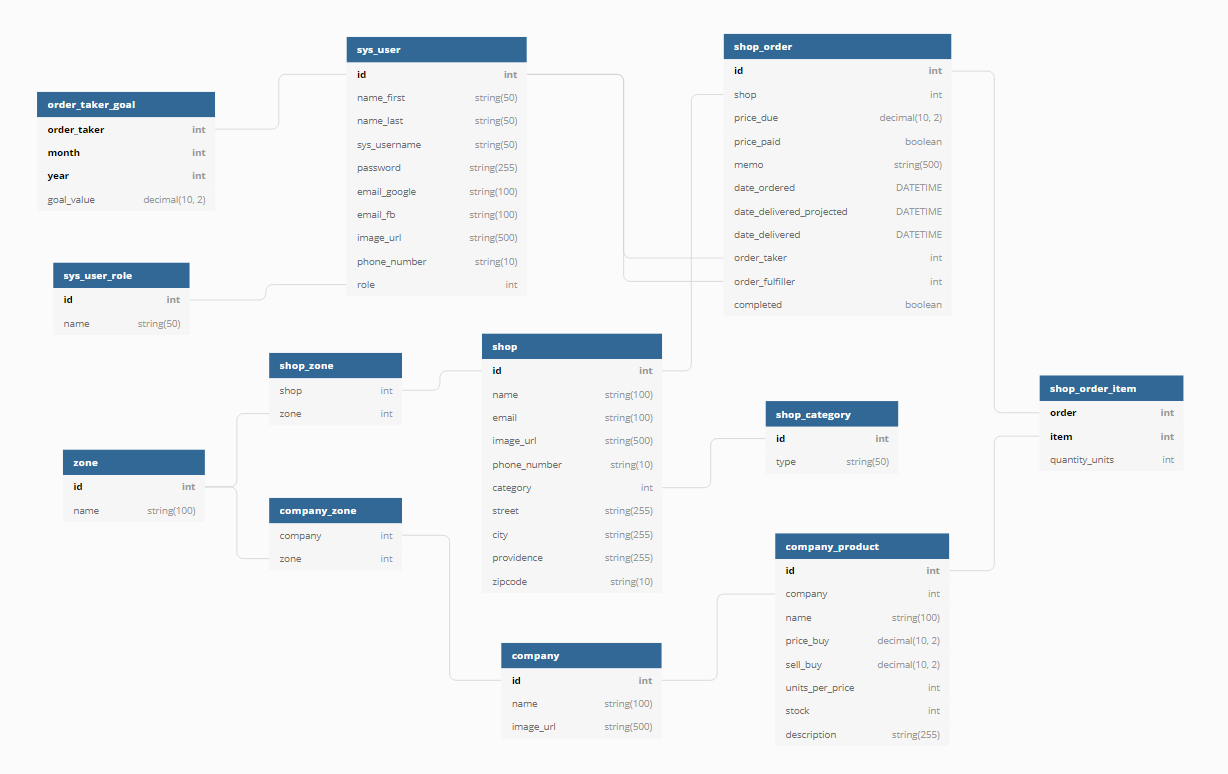 order_taker_goal
order_taker int
month int
year int
goal_value decimal(10, 2)
sys_user
id int
name_first string(50)
name_last string(50)
sys_username string(50)
password string(255)
email_google string(100)
email_fb string(100)
image_url string(500)
phone_number string(10)
role int
shop_order
id int
shop int
price_due decimal(10, 2)
price_paid boolean
memo string(500)
date_ordered DATETIME
date_delivered_projected DATETIME
date_delivered DATETIME
order_taker int
order_fulfiller int
completed boolean
sys_user_role
id int
name string(50)
shop_zone
shop int
zone int
shop
id int
name string(100)
email string(100)
image_url string(500)
phone_number string(10)
category int
street string(255)
city string(255)
providence string(255)
zipcode string(10)
shop_category
id int
type string(50)
shop_order_item
order int
item int
quantity_units int
zone
id int
name string(100)
company_zone
company int
zone int
company_product
id int
company int
name string(100)
price_buy decimal(10, 2)
sell_buy decimal(10, 2)
units_per_price int
stock int
description string(255)
company
id int
name string(100)
image_url string(500)